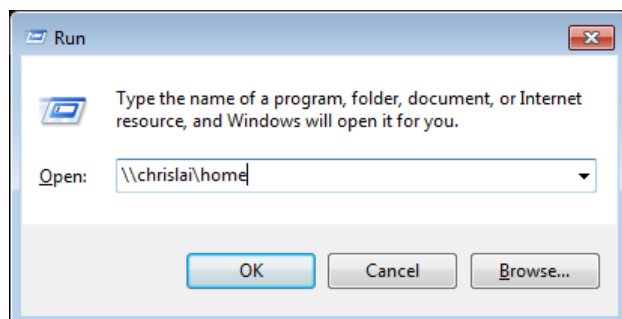 Run
Type the name of a program, folder, document, or Internet
resource, and Windows will open it for you.
Open: \\chrislai\home
OK Cancel Browse...